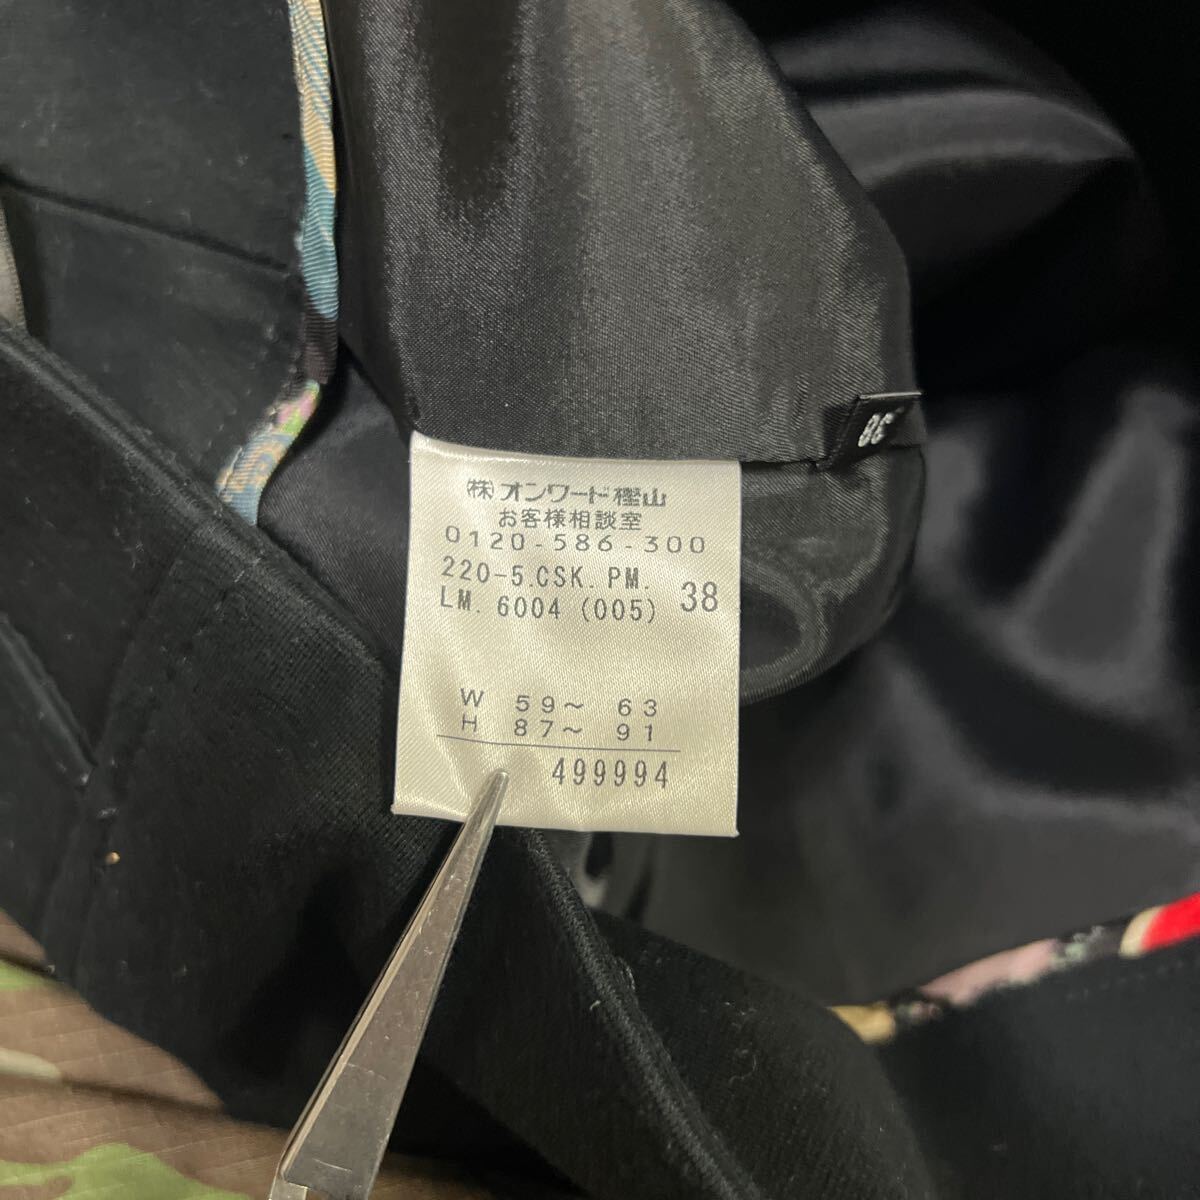 ㈱オンワード樫山
お客様相談室
0120-586-300
220-5.CSK.PM.
LM.6004(005) 38
W 59～ 63
H 87～ 91
499994
38